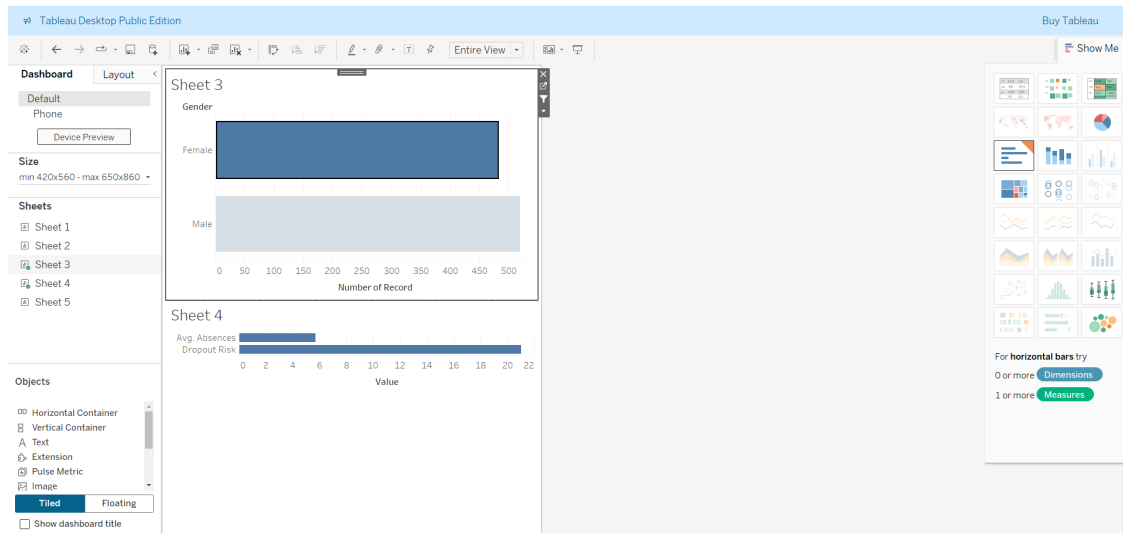 Tableau Desktop Public Edition
Buy Tableau
Entire View
Show Me
Dashboard
Layout
Default
Phone
Device Preview
Size
min 420x560 - max 650x860
Sheets
Sheet 1
Sheet 2
Sheet 3
Sheet 4
Sheet 5
Objects
Horizontal Container
Vertical Container
A Text
Extension
Pulse Metric
Image
Tiled
Floating
Show dashboard title
Sheet 3
Gender
Female
Male
0 50 100 150 200 250 300 350 400 450 500
Number of Record
Sheet 4
Avg. Absences
Dropout Risk
0 2 4 6 8 10 12 14 16 18 20 22
Value
For horizontal bars try
0 or more Dimensions
1 or more Measures